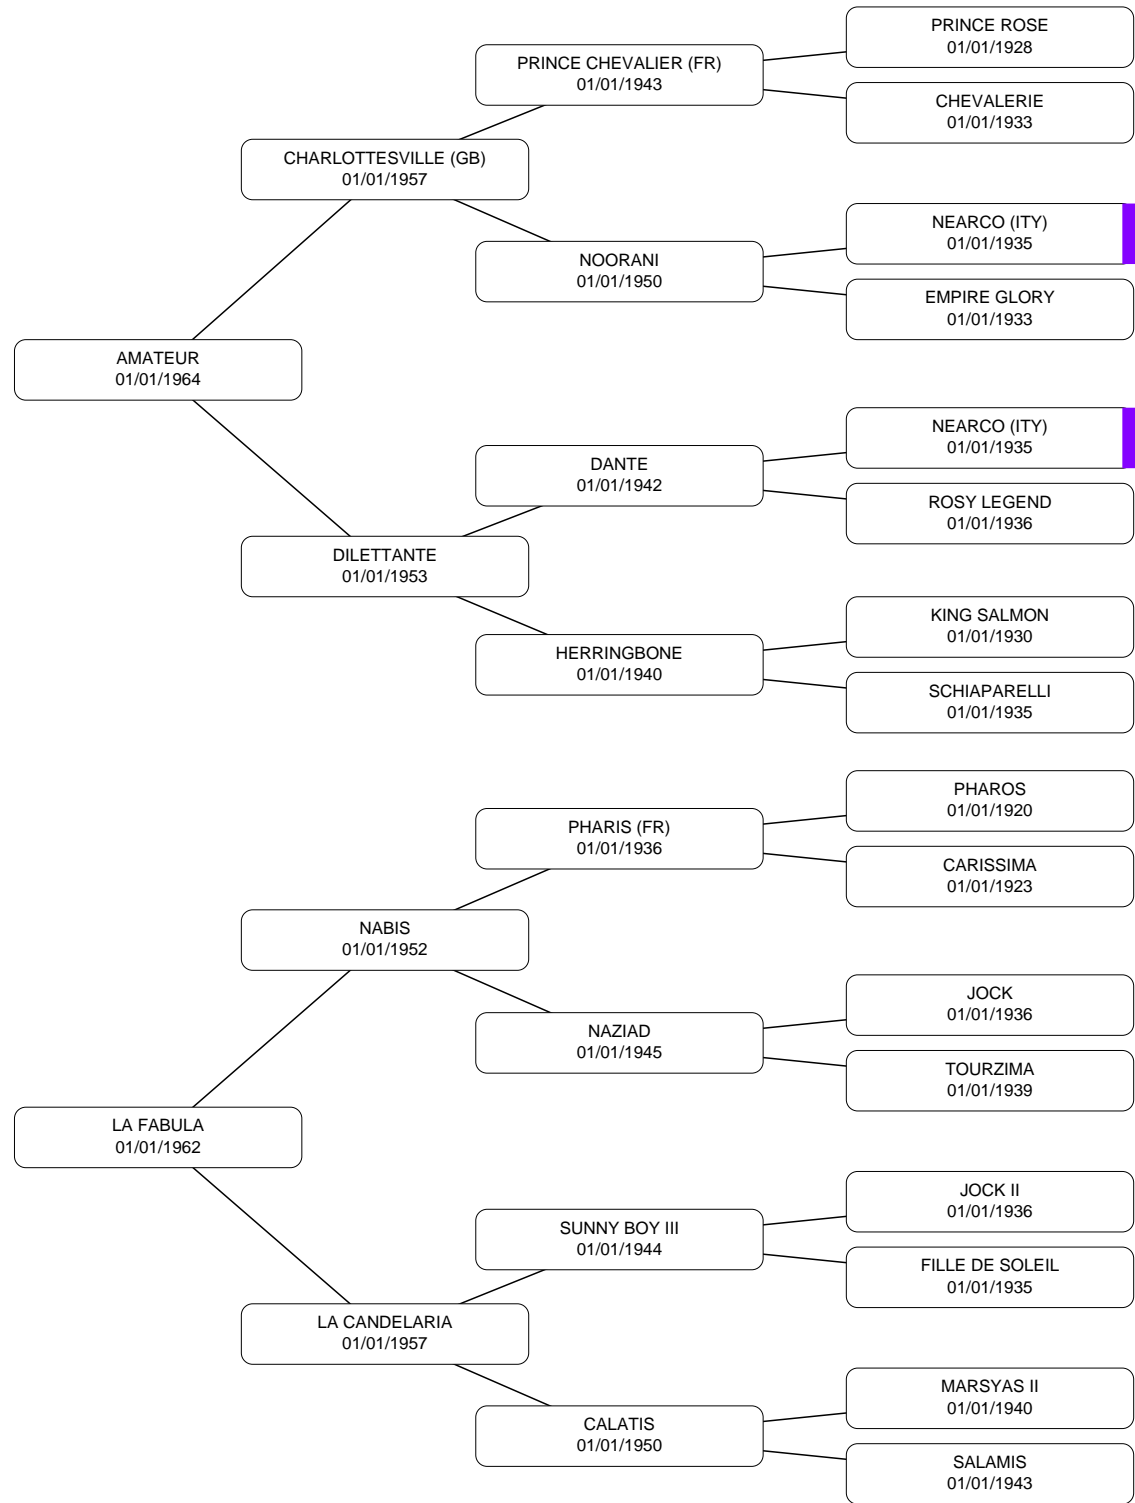 PRINCE ROSE
01/01/1928
PRINCE CHEVALIER (FR)
01/01/1943
CHEVALERIE
01/01/1933
CHARLOTTESVILLE (GB)
01/01/1957
NEARCO (ITY)
01/01/1935
NOORANI
01/01/1950
EMPIRE GLORY
01/01/1933
AMATEUR
01/01/1964
NEARCO (ITY)
01/01/1935
DANTE
01/01/1942
ROSY LEGEND
01/01/1936
DILETTANTE
01/01/1953
KING SALMON
01/01/1930
HERRINGBONE
01/01/1940
SCHIAPARELLI
01/01/1935
PHAROS
01/01/1920
PHARIS (FR)
01/01/1936
CARISSIMA
01/01/1923
NABIS
01/01/1952
JOCK
01/01/1936
NAZIAD
01/01/1945
TOURZIMA
01/01/1939
LA FABULA
01/01/1962
JOCK II
01/01/1936
SUNNY BOY III
01/01/1944
FILLE DE SOLEIL
01/01/1935
LA CANDELARIA
01/01/1957
MARSYAS II
01/01/1940
CALATIS
01/01/1950
SALAMIS
01/01/1943